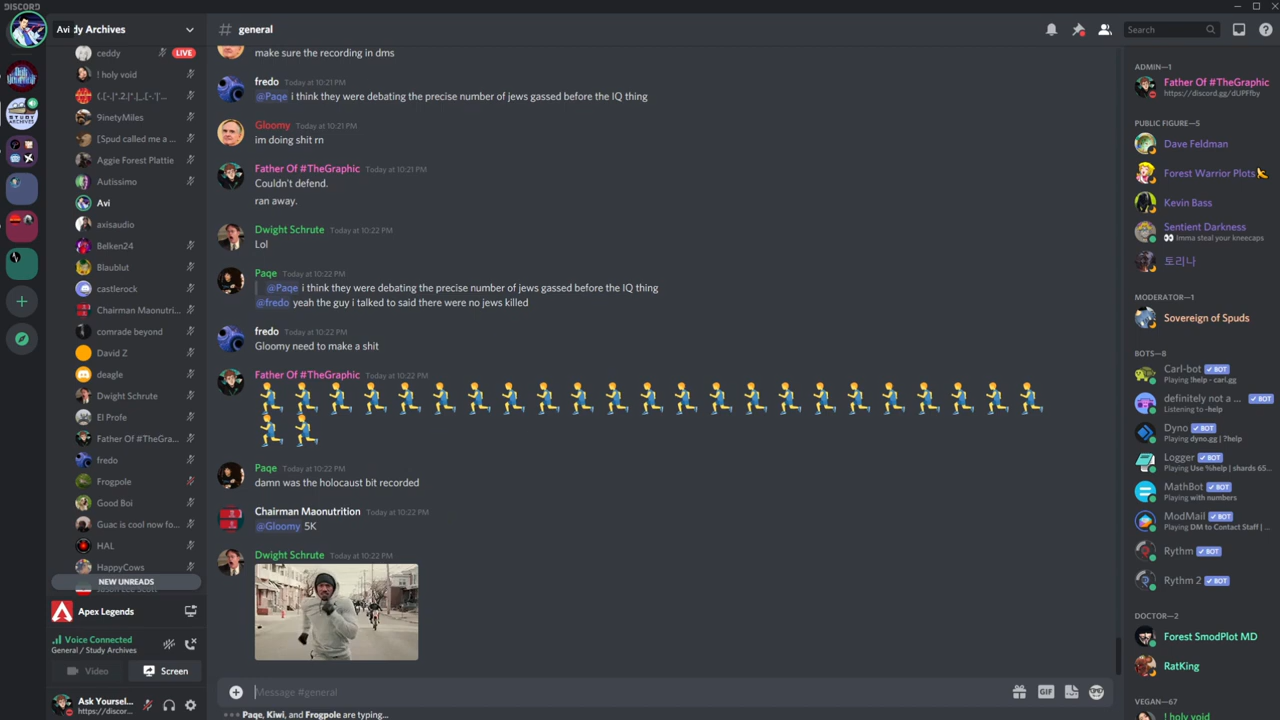 DISCORD
Avi
dy Archives
ceddy
LIVE
! holy void
(.[.-.|*.2.|*.|_.[-.'|'...
9inetyMiles
[Spud called me a ...
Aggie Forest Plattie
Autissimo
Avi
axisaudio
Belken24
Blaublut
castlerock
Chairman Maonutri...
comrade beyond
David Z
deagle
Dwight Schrute
El Profe
Father Of #TheGra...
fredo
Frogpole
Good Boi
Guac is cool now fo...
HAL
HappyCows
NEW UNREADS
Apex Legends
Voice Connected
General / Study Archives
Video
Screen
Ask Yoursel...
https://discor...
STUDY
ARCHIVES
# general
Search
make sure the recording in dms
fredo Today at 10:21 PM
@Paqe i think they were debating the precise number of jews gassed before the IQ thing
Gloomy Today at 10:21 PM
im doing shit rn
Father Of #TheGraphic Today at 10:21 PM
Couldn't defend.
ran away.
Dwight Schrute Today at 10:22 PM
Lol
Paqe Today at 10:22 PM
@Paqe i think they were debating the precise number of jews gassed before the IQ thing
@fredo yeah the guy i talked to said there were no jews killed
fredo Today at 10:22 PM
Gloomy need to make a shit
Father Of #TheGraphic Today at 10:22 PM
Paqe Today at 10:22 PM
damn was the holocaust bit recorded
Chairman Maonutrition Today at 10:22 PM
@Gloomy 5K
Dwight Schrute Today at 10:22 PM
Message #general
GIF
Paqe, Kiwi, and Frogpole are typing...
ADMIN—1
Father Of #TheGraphic
https://discord.gg/dUPFfby
PUBLIC FIGURE—5
Dave Feldman
Forest Warrior Plots
Kevin Bass
Sentient Darkness
Imma steal your kneecaps
토리나
MODERATOR—1
Sovereign of Spuds
BOTS—8
Carl-bot BOT
Playing !help - carl.gg
definitely not a ... BOT
Listening to -help
Dyno BOT
Playing dyno.gg | ?help
Logger BOT
Playing Use %help | shards 65...
MathBot BOT
Playing with numbers
ModMail BOT
Playing DM to Contact Staff | ...
Rythm BOT
Rythm 2 BOT
DOCTOR—2
Forest SmodPlot MD
RatKing
VEGAN—67
! holy void